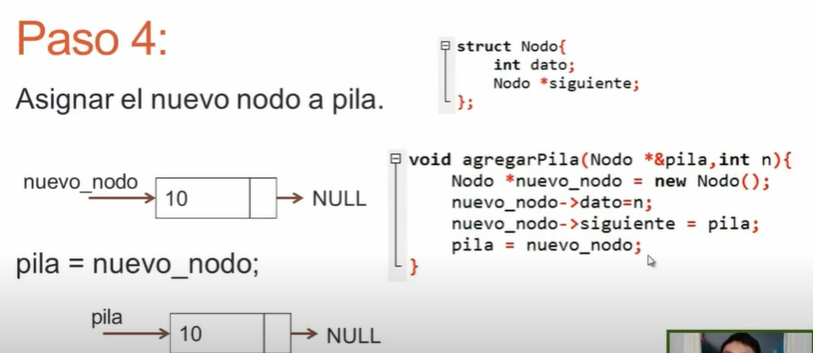 Paso 4:
Asignar el nuevo nodo a pila.
nuevo_nodo
10
NULL
pila = nuevo_nodo;
pila
10
NULL
struct Nodo{
int dato;
Nodo *siguiente;
};
void agregarPila(Nodo *&pila,int n){
Nodo *nuevo_nodo = new Nodo();
nuevo_nodo->dato=n;
nuevo_nodo->siguiente = pila;
pila = nuevo_nodo;
}